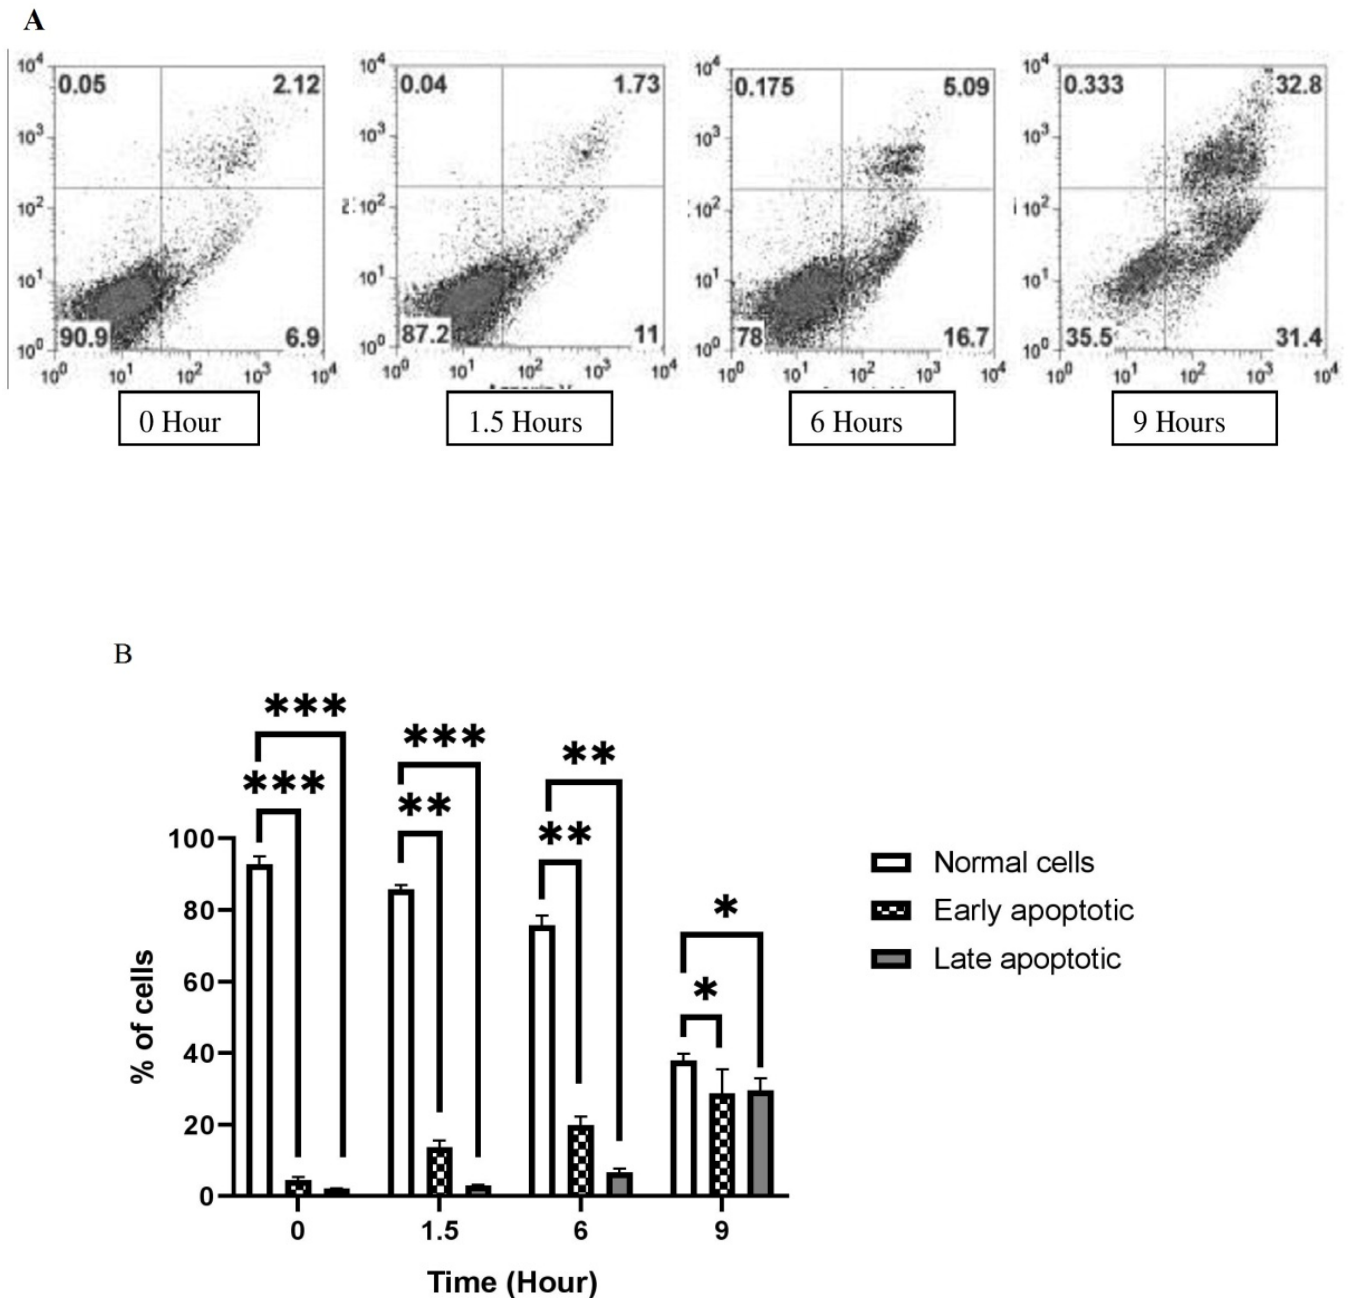 A
10⁴ 10⁴ 10⁴ 10⁴
0.05 2.12 0.04 1.73 0.175 5.09 0.333 32.8
10³ 10³ 10³ 10³
10² 10² 10² 10²
10¹ 10¹ 10¹ 10¹
90.9 6.9 87.2 11 78 16.7 35.5 31.4
10⁰ 10⁰ 10⁰ 10⁰
10⁰ 10¹ 10² 10³ 10⁴ 10⁰ 10¹ 10² 10³ 10⁴ 10⁰ 10¹ 10² 10³ 10⁴ 10⁰ 10¹ 10² 10³ 10⁴
0 Hour 1.5 Hours 6 Hours 9 Hours
B
***
***
**
***
**
**
100
Normal cells
80
Early apoptotic
*
Late apoptotic
60
*
% of cells
40
20
0
0 1.5 6 9
Time (Hour)